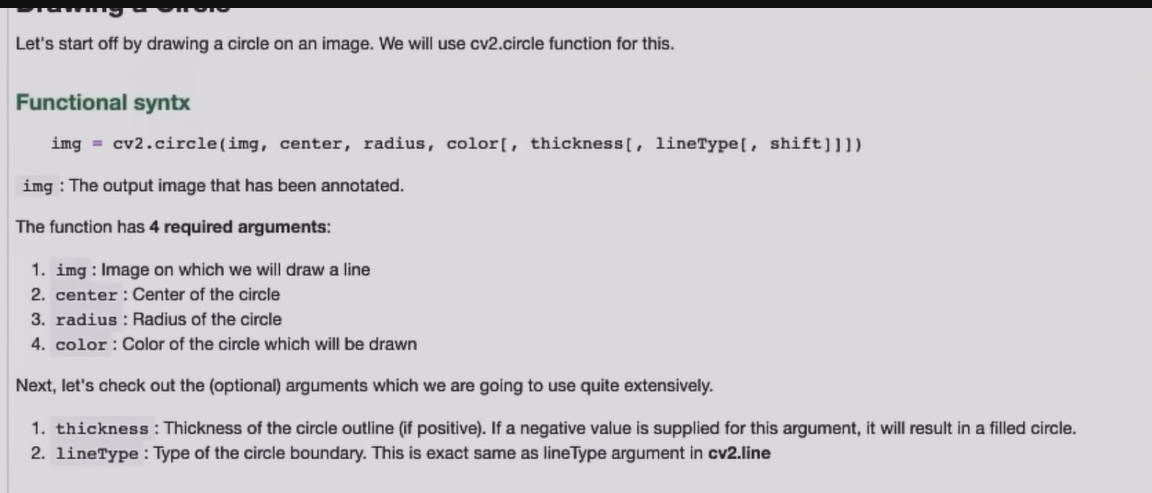 Drawing a Circle
Let's start off by drawing a circle on an image. We will use cv2.circle function for this.
Functional syntx
img = cv2.circle(img, center, radius, color[, thickness[, lineType[, shift]]])
img : The output image that has been annotated.
The function has 4 required arguments:
1. img : Image on which we will draw a line
2. center : Center of the circle
3. radius : Radius of the circle
4. color : Color of the circle which will be drawn
Next, let's check out the (optional) arguments which we are going to use quite extensively.
1. thickness : Thickness of the circle outline (if positive). If a negative value is supplied for this argument, it will result in a filled circle.
2. lineType : Type of the circle boundary. This is exact same as lineType argument in cv2.line